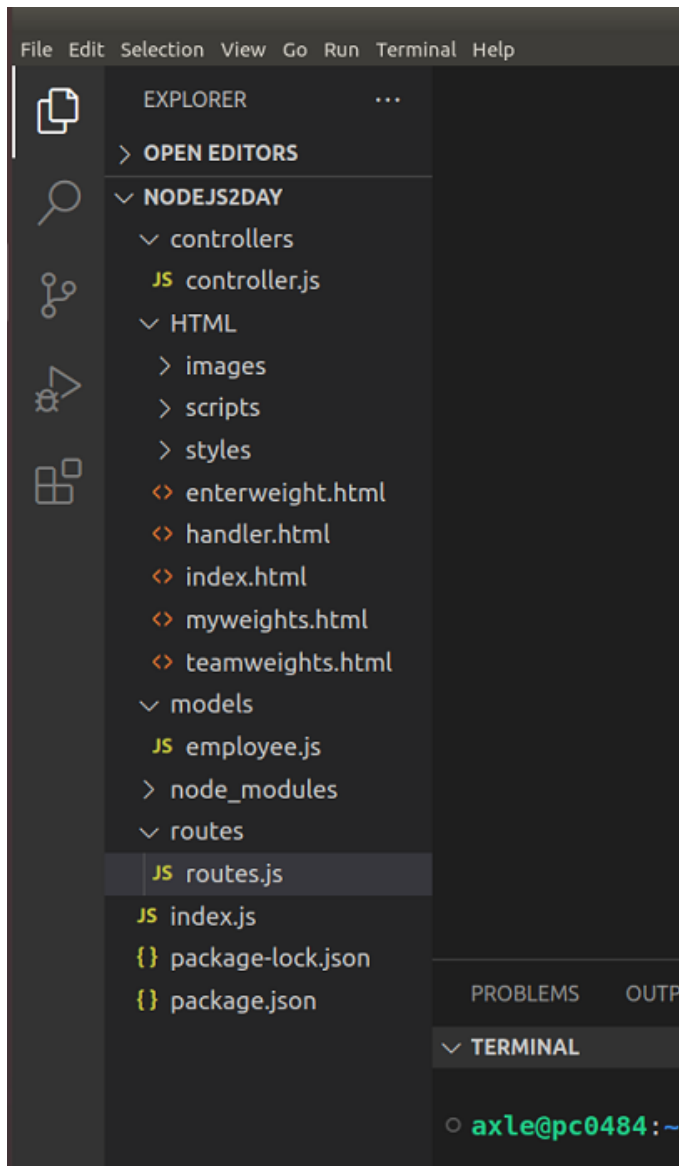 File Edit Selection View Go Run Terminal Help
EXPLORER ...
OPEN EDITORS
NODEJS2DAY
controllers
JS controller.js
HTML
images
scripts
styles
<> enterweight.html
<> handler.html
<> index.html
<> myweights.html
<> teamweights.html
models
JS employee.js
node_modules
routes
JS routes.js
JS index.js
{} package-lock.json
{} package.json
PROBLEMS OUTP
TERMINAL
axle@pc0484:~